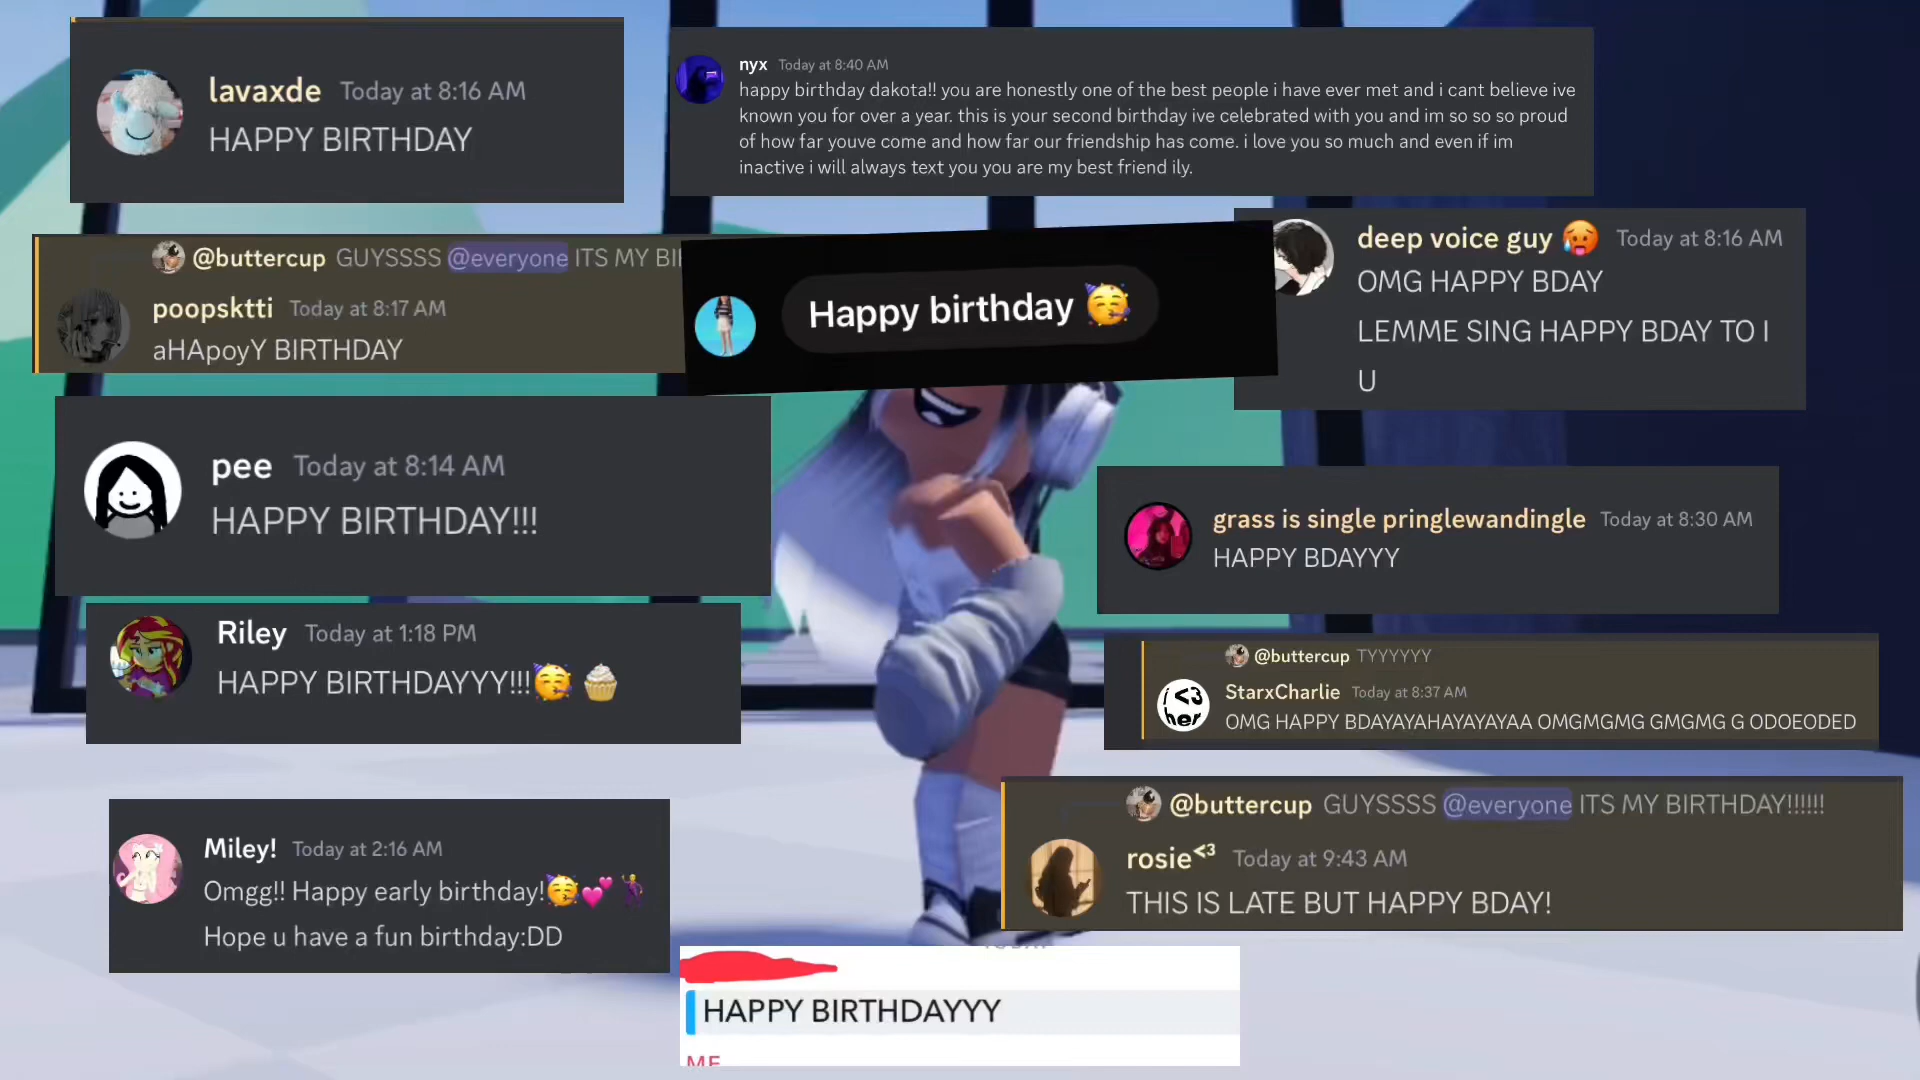 lavaxde Today at 8:16 AM
HAPPY BIRTHDAY
nyx Today at 8:40 AM
happy birthday dakota!! you are honestly one of the best people i have ever met and i cant believe ive
known you for over a year. this is your second birthday ive celebrated with you and im so so so proud
of how far youve come and how far our friendship has come. i love you so much and even if im
inactive i will always text you you are my best friend ily.
@buttercup GUYSSSS @everyone ITS MY BI
poopsktti Today at 8:17 AM
aHApoyY BIRTHDAY
Happy birthday 🥳
deep voice guy 🥵 Today at 8:16 AM
OMG HAPPY BDAY
LEMME SING HAPPY BDAY TO I
U
pee Today at 8:14 AM
HAPPY BIRTHDAY!!!
grass is single pringlewandingle Today at 8:30 AM
HAPPY BDAYYY
Riley Today at 1:18 PM
HAPPY BIRTHDAYYY!!!🥳 🧁
@buttercup TYYYYYY
StarxCharlie Today at 8:37 AM
OMG HAPPY BDAYAYAHAYAYAYAA OMGMGMG GMGMG G ODOEODED
<3
her
Miley! Today at 2:16 AM
Omgg!! Happy early birthday!🥳💕🕺
Hope u have a fun birthday:DD
@buttercup GUYSSSS @everyone ITS MY BIRTHDAY!!!!!!
rosie<3 Today at 9:43 AM
THIS IS LATE BUT HAPPY BDAY!
TODAY
HAPPY BIRTHDAYYY
ME